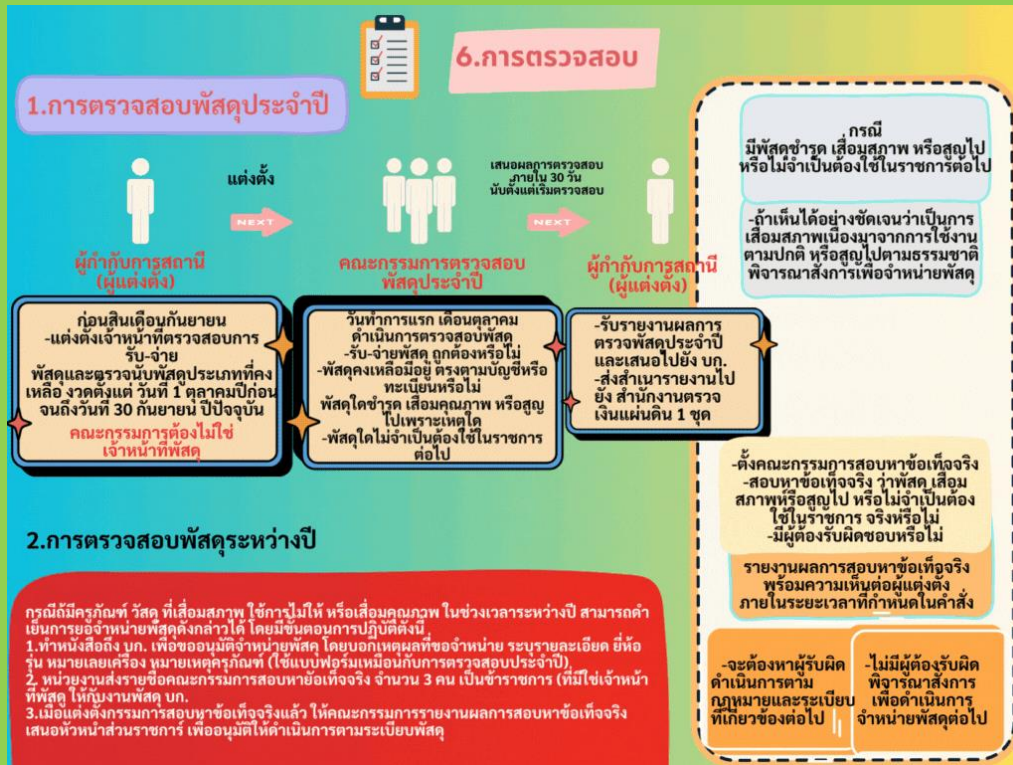 6.การตรวจสอบ
1.การตรวจสอบพัสดุประจำปี
แต่งตั้ง
NEXT
เสนอผลการตรวจสอบ
ภายใน 30 วัน
นับตั้งแต่เริ่มตรวจสอบ
NEXT
ผู้กำกับการสถานี
(ผู้แต่งตั้ง)
คณะกรรมการตรวจสอบ
พัสดุประจำปี
ผู้กำกับการสถานี
(ผู้แต่งตั้ง)
ก่อนสินเดือนกันยายน
-แต่งตั้งเจ้าหน้าที่ตรวจสอบการ
รับ-จ่าย
พัสดุและตรวจนับพัสดุประเภทที่คง
เหลือ งวดตั้งแต่ วันที่ 1 ตุลาคมปีก่อน
จนถึงวันที่ 30 กันยายน ปีปัจจุบัน
คณะกรรมการต้องไม่ใช่
เจ้าหน้าที่พัสดุ
วันทำการแรก เดือนตุลาคม
ดำเนินการตรวจสอบพัสดุ
-รับ-จ่ายพัสดุ ถูกต้องหรือไม่
-พัสดุคงเหลือมีอยู่ ตรงตามบัญชีหรือ
ทะเนียนหรือไม่
พัสดุใดชำรุด เสื่อมคุณภาพ หรือสูญ
ไปเพราะเหตุใด
-พัสดุใดไม่จำเป็นต้องใช้ในราชการ
ต่อไป
-รับรายงานผลการ
ตรวจพัสดุประจำปี
และเสนอไปยัง บก.
-ส่งสำเนารายงานไป
ยัง สำนักงานตรวจ
เงินแผ่นดิน 1 ชุด
กรณี
มีพัสดุชำรุด เสื่อมสภาพ หรือสูญไป
หรือไม่จำเป็นต้องใช้ในราชการต่อไป
-ถ้าเห็นได้อย่างชัดเจนว่าเป็นการ
เสื่อมสภาพเนื่องมาจากการใช้งาน
ตามปกติ หรือสูญไปตามธรรมชาติ
พิจารณาสั่งการเพื่อจำหน่ายพัสดุ
-ตั้งคณะกรรมการสอบหาข้อเท็จจริง
-สอบหาข้อเท็จจริง ว่าพัสดุ เสื่อม
สภาพหรือสูญไป หรือไม่จำเป็นต้อง
ใช้ในราชการ จริงหรือไม่
-มีผู้ต้องรับผิดชอบหรือไม่
รายงานผลการสอบหาข้อเท็จจริง
พร้อมความเห็นต่อผู้แต่งตั้ง
ภายในระยะเวลาที่กำหนดในคำสั่ง
-จะต้องหาผู้รับผิด
ดำเนินการตาม
กฎหมายและระเบียบ
ที่เกี่ยวข้องต่อไป
-ไม่มีผู้ต้องรับผิด
พิจารณาสั่งการ
เพื่อดำเนินการ
จำหน่ายพัสดุต่อไป
2.การตรวจสอบพัสดุระหว่างปี
กรณีถ้มีครุภัณฑ์ วัสดุ ที่เสื่อมสภาพ ใช้การไม่ให้ หรือเสื่อมคุณภาพ ในช่วงเวลาระหว่างปี สามารถดำ
เยินการยอจำหน่ายพัสดุดังกล่าวได้ โดยมีขั้นตอนการปฏิบัติดังนี้
1.ทำหนังสือถึง บก. เพื่อขออนุมัติจำหน่ายพัสดุ โดยบอกเหตุผลที่ขอจำหน่าย ระบุรายละเอียด ยี่ห้อ
รุ่น หมายเลยเครื่อง หมายเหตุครุภัณฑ์ (ใช้แบบฟอร์มเหมือนกับการตรวจสอบประจำปี)
2. หน่วยงานส่งรายชื่อคณะกรรมการสอบหายัอเท็จจริง จำนวน 3 คน เป็นข้าราชการ (ที่มิใช่เจ้าหน้า
ที่พัสดุ ให้กับงานพัสดุ บก.
3.เมื่อแต่งตั้งกรรมการสอบหาข้อเท็จจริงแล้ว ให้คณะกรรมการรายงานผลการสอบหาข้อเท็จจริง
เสนอหัวหน้าส่วนราชการ์ เพื่ออนุมัติให้ดำเนินการตามระเบียบพัสดุ